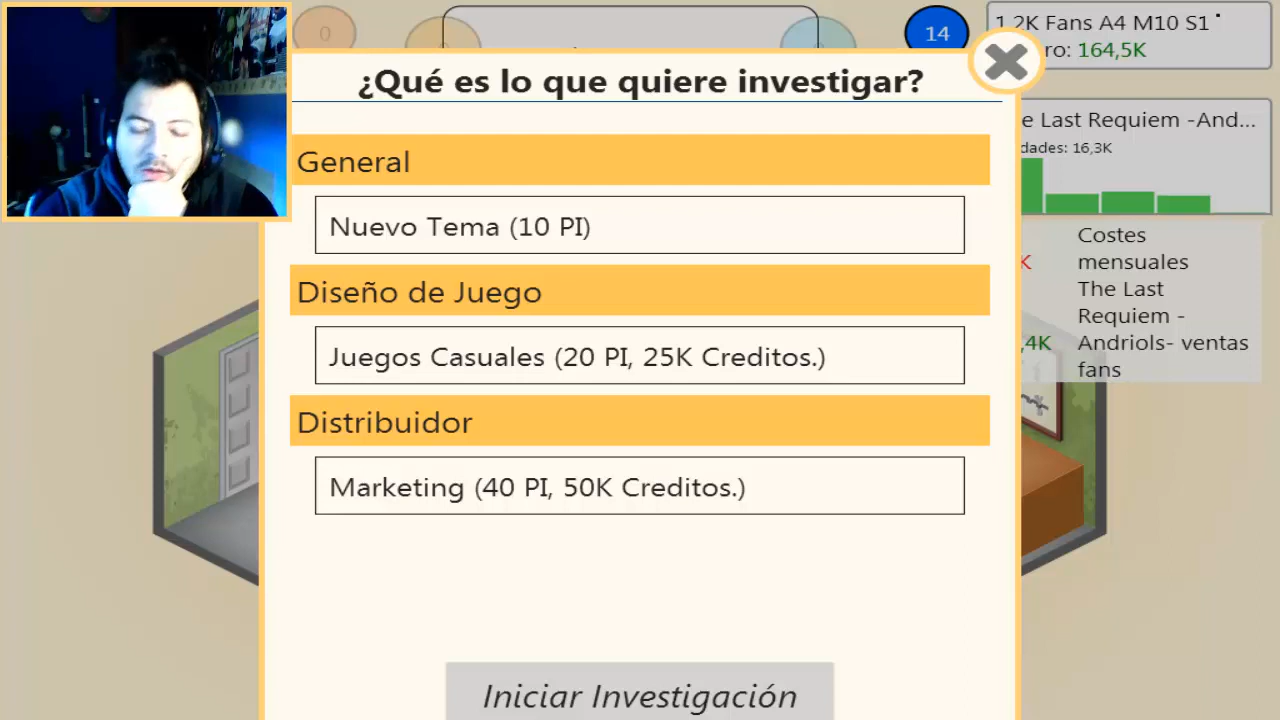 0
14
1,2K Fans A4 M10 S1
ro: 164,5K
¿Qué es lo que quiere investigar?
e Last Requiem -And...
dades: 16,3K
General
Nuevo Tema (10 PI)
Diseño de Juego
Juegos Casuales (20 PI, 25K Creditos.)
Distribuidor
Marketing (40 PI, 50K Creditos.)
Iniciar Investigación
K Costes
mensuales
The Last
Requiem -
,4K Andriols- ventas
fans